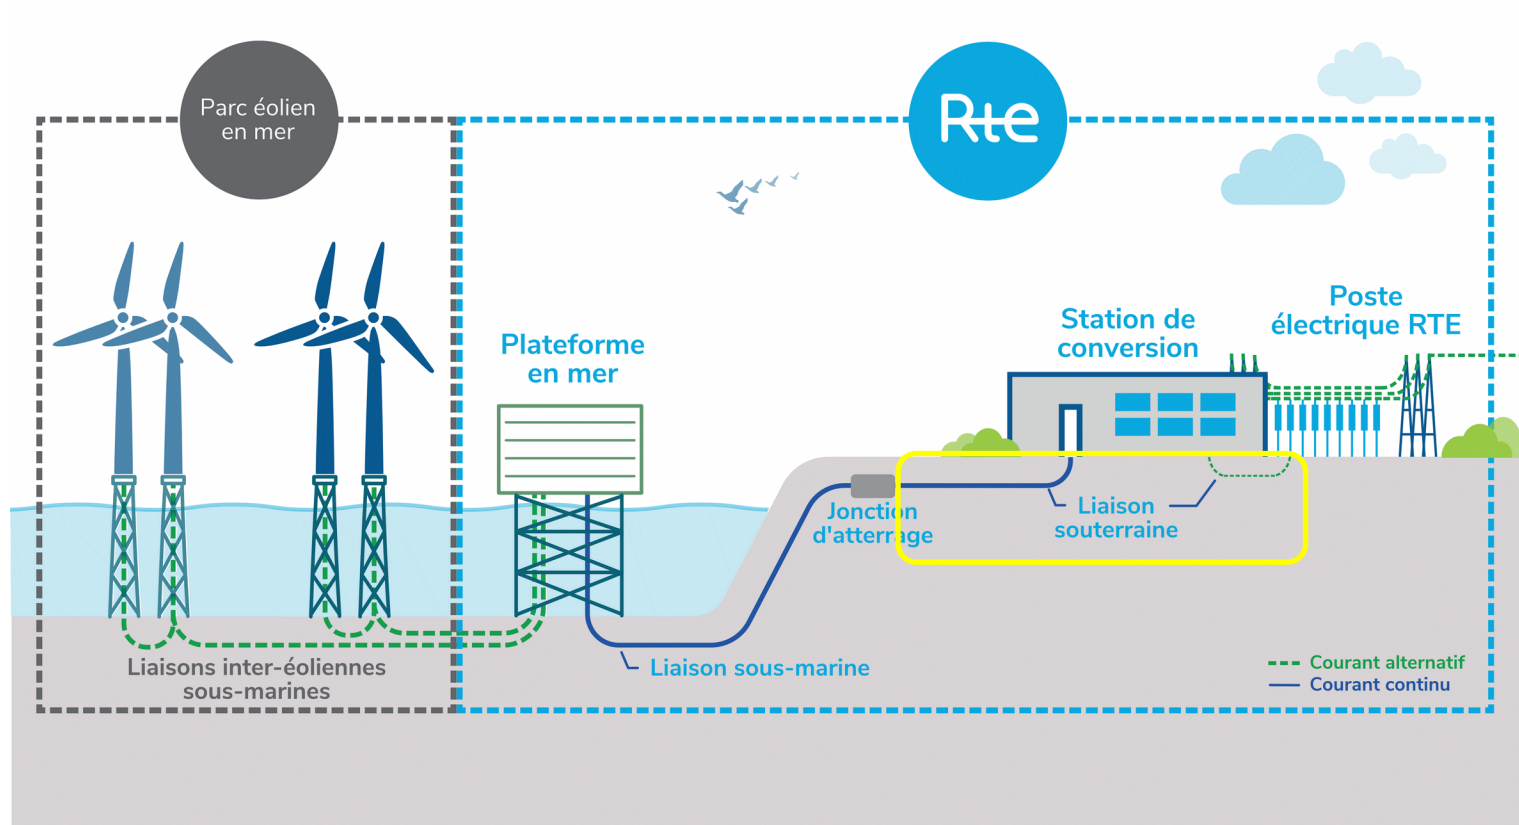 Parc éolien
en mer
Rte
Plateforme
en mer
Station de
conversion
Poste
électrique RTE
Jonction
d'atterrage
Liaison
souterraine
Liaisons inter-éoliennes
sous-marines
Liaison sous-marine
Courant alternatif
Courant continu